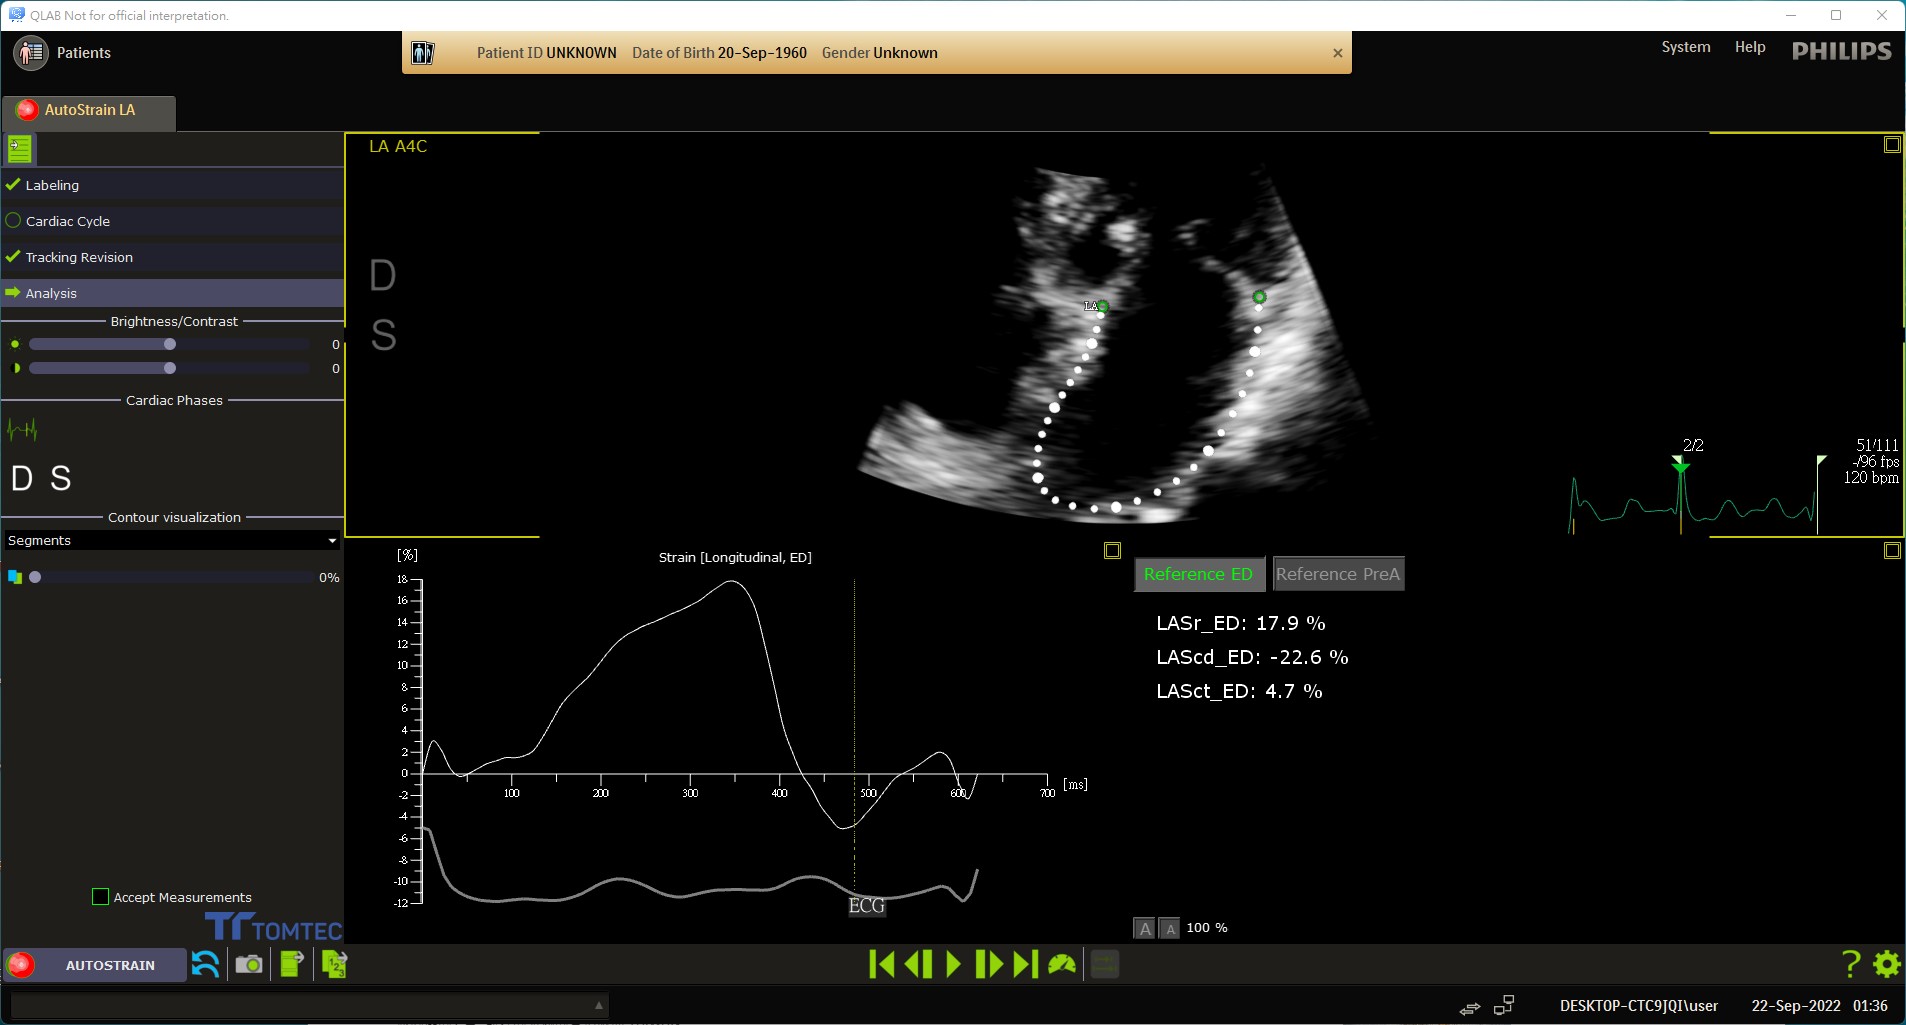 QLAB Not for official interpretation.
Patients
Patient ID UNKNOWN Date of Birth 20-Sep-1960 Gender Unknown
System Help PHILIPS
AutoStrain LA
Labeling
Cardiac Cycle
Tracking Revision
Analysis
Brightness/Contrast
0
0
Cardiac Phases
D S
Contour visualization
Segments
0%
Accept Measurements
TOMTEC
LA A4C
D
S
LA
2/2
51/111
-/96 fps
120 bpm
[%]
Strain [Longitudinal, ED]
18
16
14
12
10
8
6
4
2
0
-2
-4
-6
-8
-10
-12
100 200 300 400 500 600 700 [ms]
ECG
Reference ED Reference PreA
LASr_ED: 17.9 %
LAScd_ED: -22.6 %
LASct_ED: 4.7 %
A A 100 %
AUTOSTRAIN
1 2 3
?
DESKTOP-CTC9JQI\user 22-Sep-2022 01:36